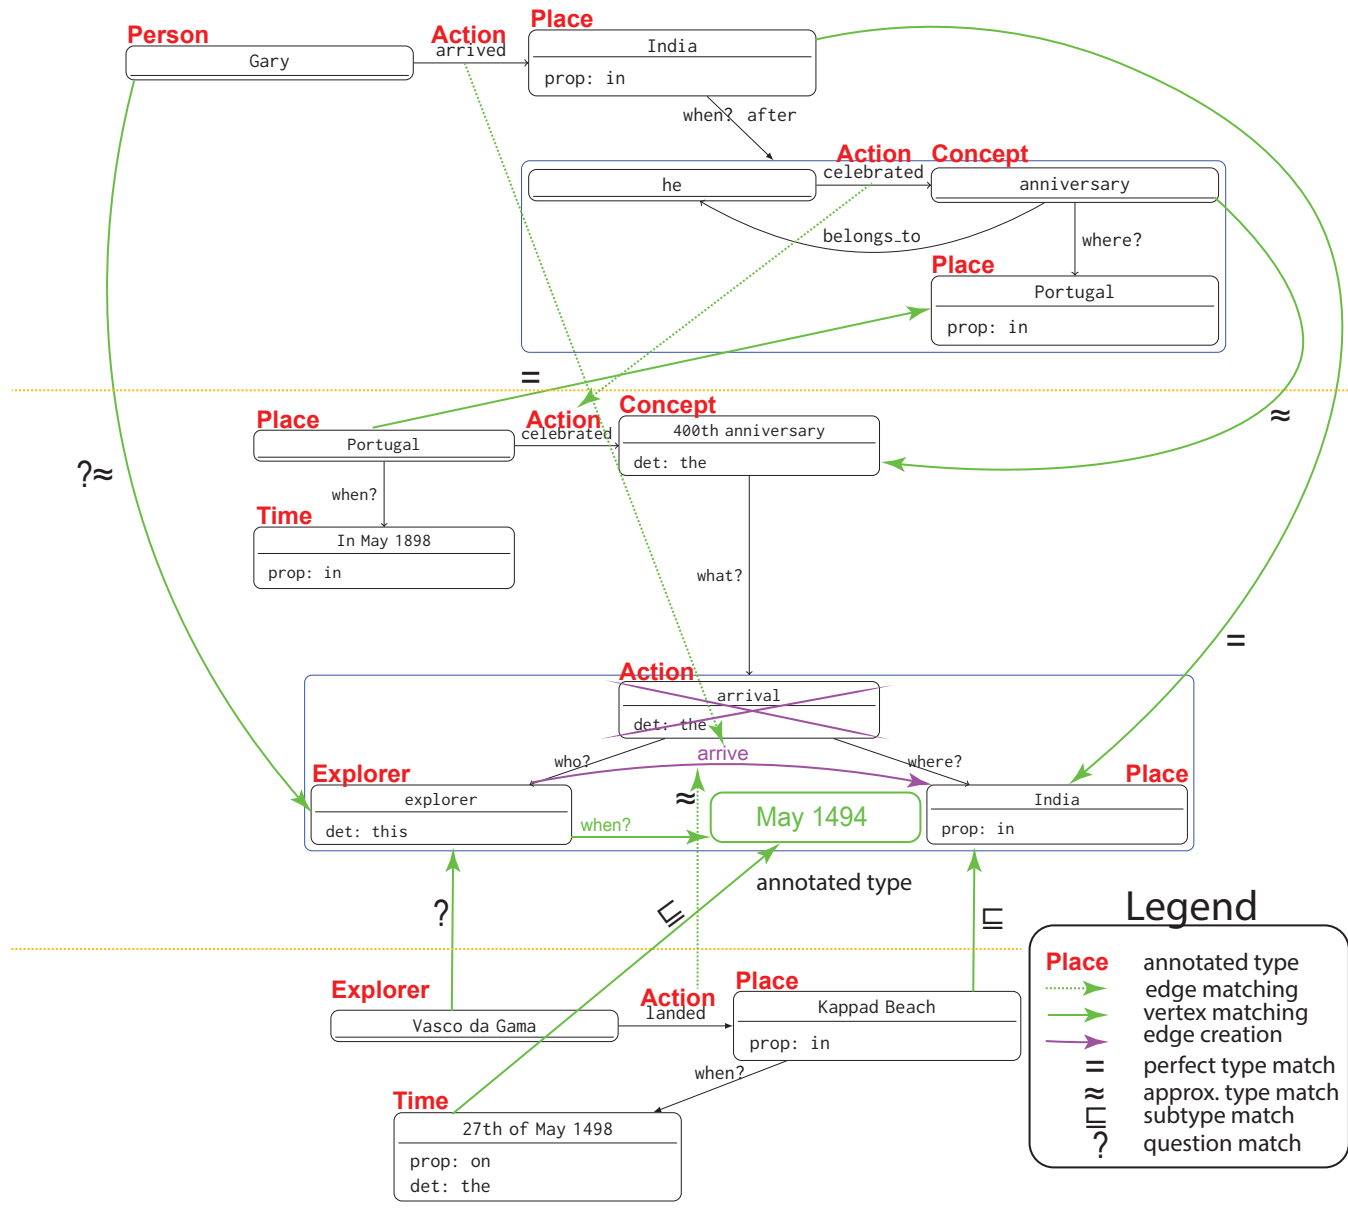 Person
Gary
Action
arrived
Place
India
prop: in
when? after
Action
celebrated
Concept
he
anniversary
belongs_to
where?
Place
Portugal
prop: in
=
≈
?≈
Place
Portugal
Action
celebrated
Concept
400th anniversary
det: the
when?
Time
In May 1898
prop: in
what?
=
Action
arrival
det: the
who?
arrive
where?
Explorer
explorer
det: this
≈
when?
May 1494
Place
India
prop: in
annotated type
?
⊑
⊑
Explorer
Vasco da Gama
Action
landed
Place
Kappad Beach
prop: in
when?
Time
27th of May 1498
prop: on
det: the
Legend
Place annotated type
edge matching
vertex matching
edge creation
= perfect type match
≈ approx. type match
⊑ subtype match
? question match